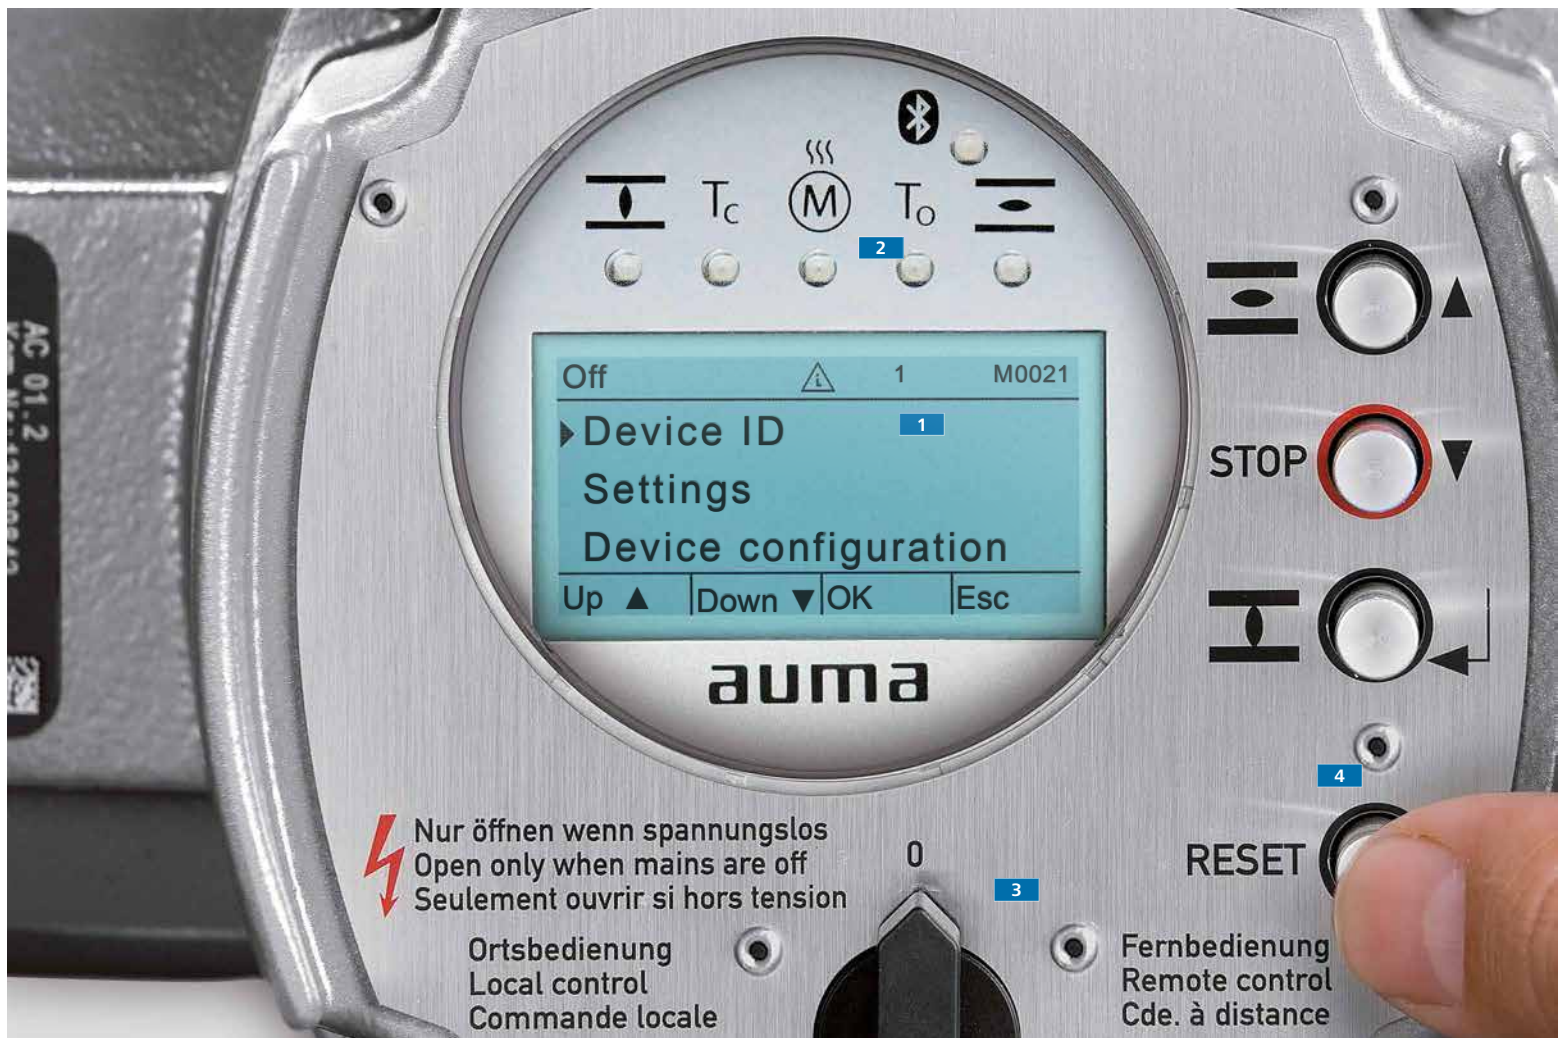 T_C
M
T_O
2
Off 1 M0021
1
Device ID
Settings
Device configuration
Up ▲ Down ▼ OK Esc
auma
STOP
4
RESET
Nur öffnen wenn spannungslos
Open only when mains are off
Seulement ouvrir si hors tension
0
3
Ortsbedienung
Local control
Commande locale
Fernbedienung
Remote control
Cde. à distance
AC 01.2